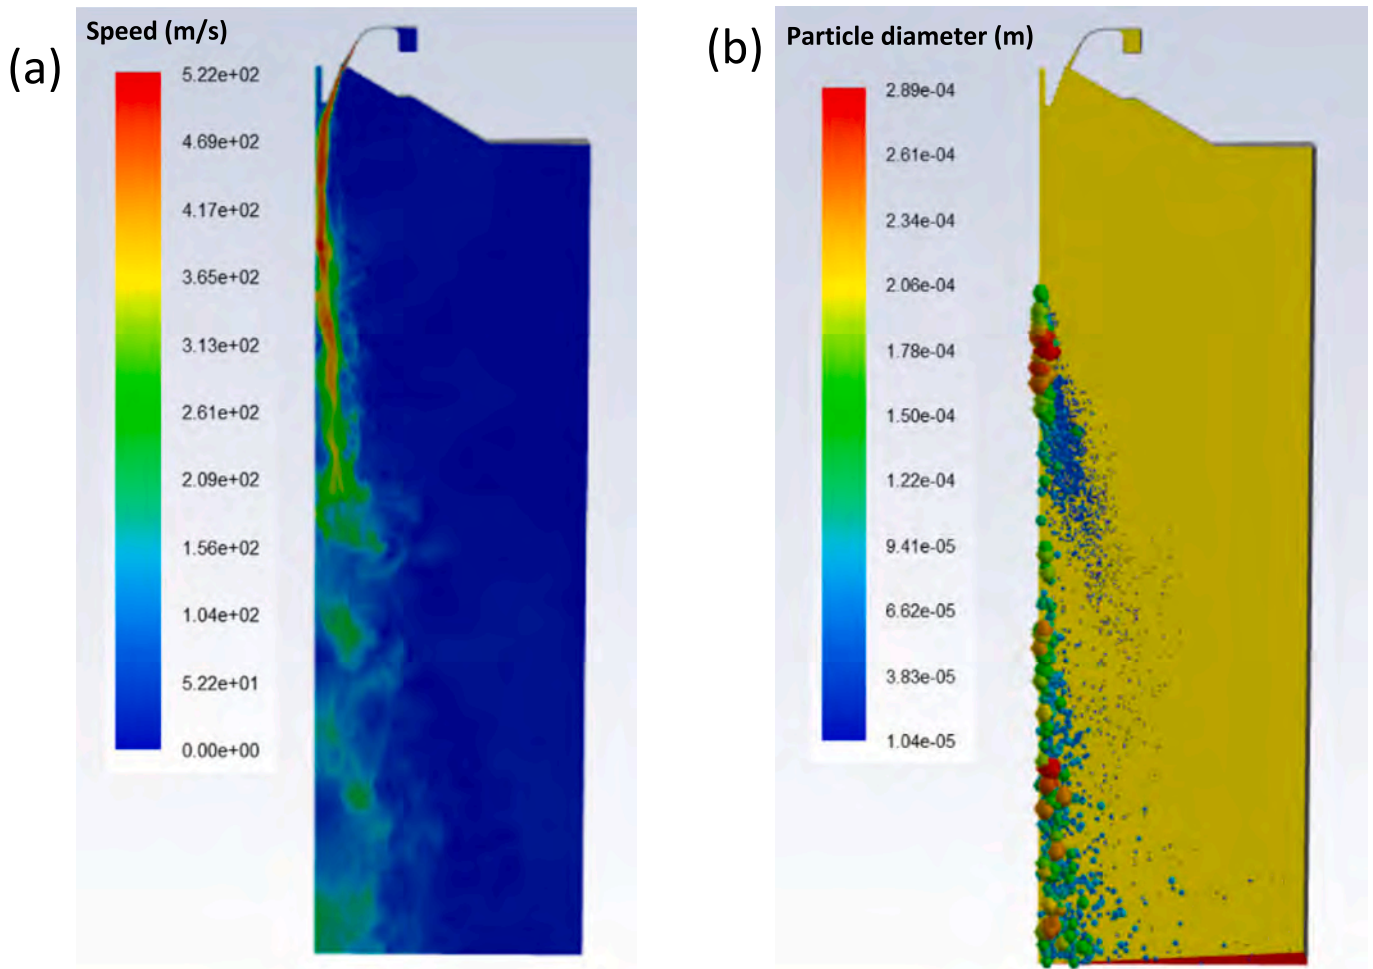 (a)
Speed (m/s)
5.22e+02
4.69e+02
4.17e+02
3.65e+02
3.13e+02
2.61e+02
2.09e+02
1.56e+02
1.04e+02
5.22e+01
0.00e+00
(b)
Particle diameter (m)
2.89e-04
2.61e-04
2.34e-04
2.06e-04
1.78e-04
1.50e-04
1.22e-04
9.41e-05
6.62e-05
3.83e-05
1.04e-05